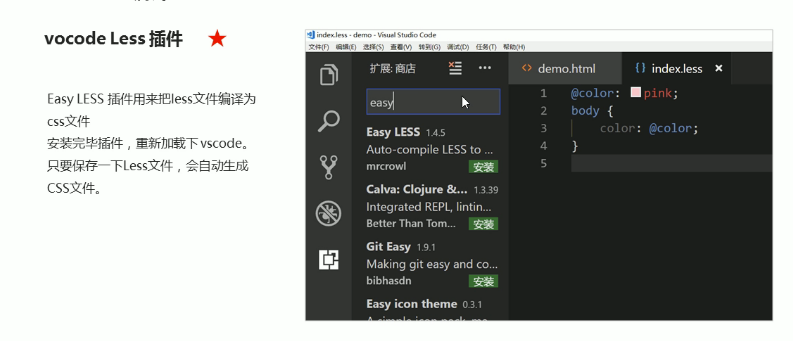 vocode Less 插件
Easy LESS 插件用来把less文件编译为
css文件
安装完毕插件，重新加载下 vscode。
只要保存一下Less文件，会自动生成
CSS文件。
index.less - demo - Visual Studio Code
文件(F) 编辑(E) 选择(S) 查看(V) 转到(G) 调试(D) 任务(T) 帮助(H)
扩展: 商店
easy
Easy LESS 1.4.5
Auto-compile LESS to ...
mrcrowl 安装
Calva: Clojure &... 1.3.39
Integrated REPL, lintin...
Better Than Tom... 安装
Git Easy 1.9.1
Making git easy and co...
bibhasdn 安装
Easy icon theme 0.3.1
demo.html
index.less
1 @color: pink;
2 body {
3 color: @color;
4 }
5